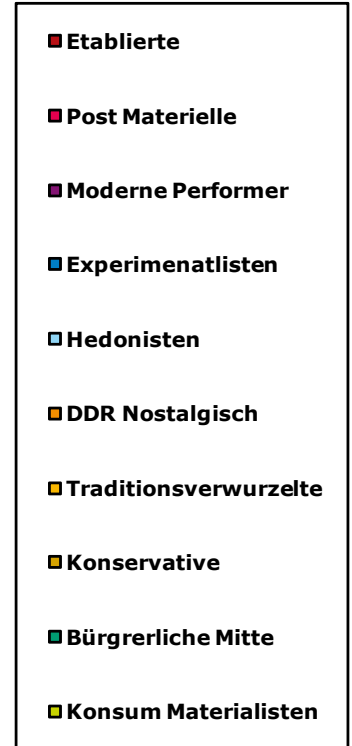 Etablierte
Post Materielle
Moderne Performer
Experimenatlisten
Hedonisten
DDR Nostalgisch
Traditionsverwurzelte
Konservative
Bürgrerliche Mitte
Konsum Materialisten